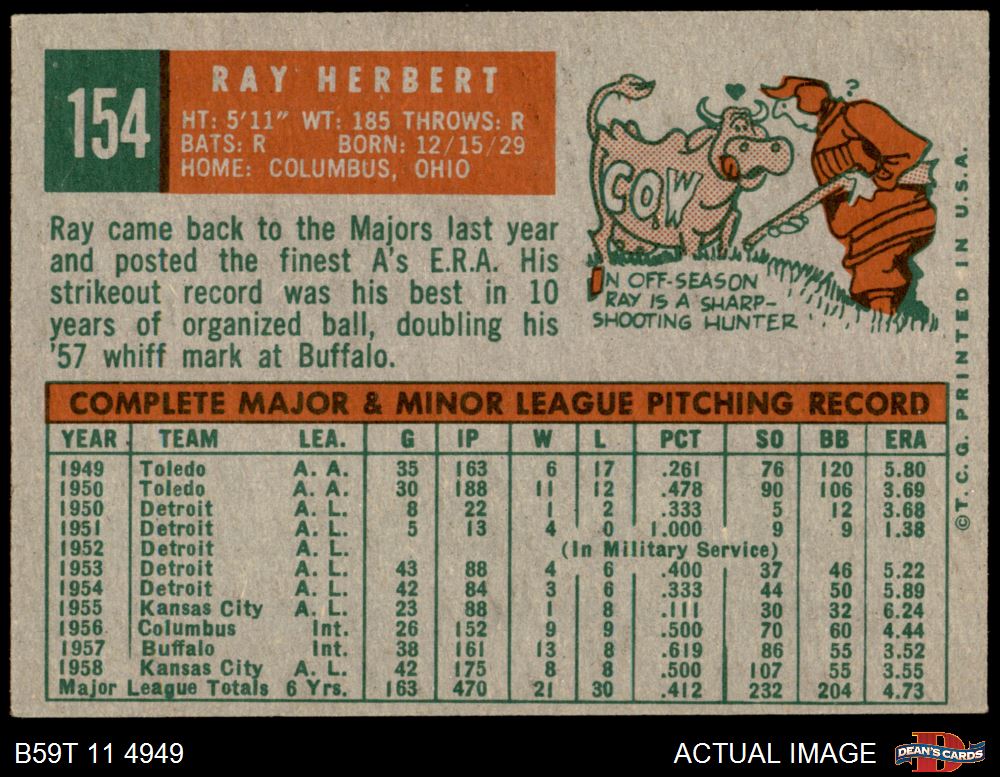 154
RAY HERBERT
HT: 5'11" WT: 185 THROWS: R
BATS: R BORN: 12/15/29
HOME: COLUMBUS, OHIO
Ray came back to the Majors last year
and posted the finest A's E.R.A. His
strikeout record was his best in 10
years of organized ball, doubling his
'57 whiff mark at Buffalo.
?
COW
IN OFF-SEASON
RAY IS A SHARP-
SHOOTING HUNTER
COMPLETE MAJOR & MINOR LEAGUE PITCHING RECORD
YEAR TEAM LEA. G IP W L PCT SO BB ERA
1949 Toledo A. A. 35 163 6 17 .261 76 120 5.80
1950 Toledo A. A. 30 188 11 12 .478 90 106 3.69
1950 Detroit A. L. 8 22 1 2 .333 5 12 3.68
1951 Detroit A. L. 5 13 4 0 1.000 9 9 1.38
1952 Detroit A. L. (In Military Service)
1953 Detroit A. L. 43 88 4 6 .400 37 46 5.22
1954 Detroit A. L. 42 84 3 6 .333 44 50 5.89
1955 Kansas City A. L. 23 88 1 8 .111 30 32 6.24
1956 Columbus Int. 26 152 9 9 .500 70 60 4.44
1957 Buffalo Int. 38 161 13 8 .619 86 55 3.52
1958 Kansas City A. L. 42 175 8 8 .500 107 55 3.55
Major League Totals 6 Yrs. 163 470 21 30 .412 232 204 4.73
©T. C. G. PRINTED IN U.S.A.
B59T 11 4949
ACTUAL IMAGE
D
DEAN'S CARDS